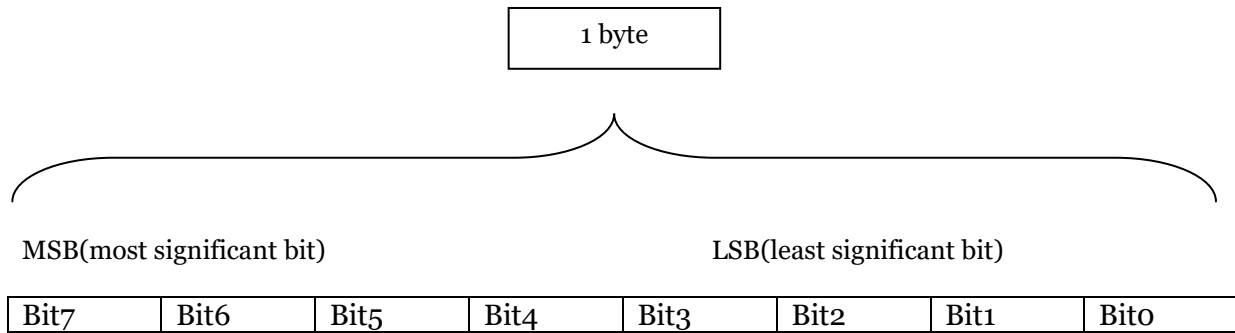 1 byte
MSB(most significant bit) LSB(least significant bit)
Bit7 Bit6 Bit5 Bit4 Bit3 Bit2 Bit1 Bit0